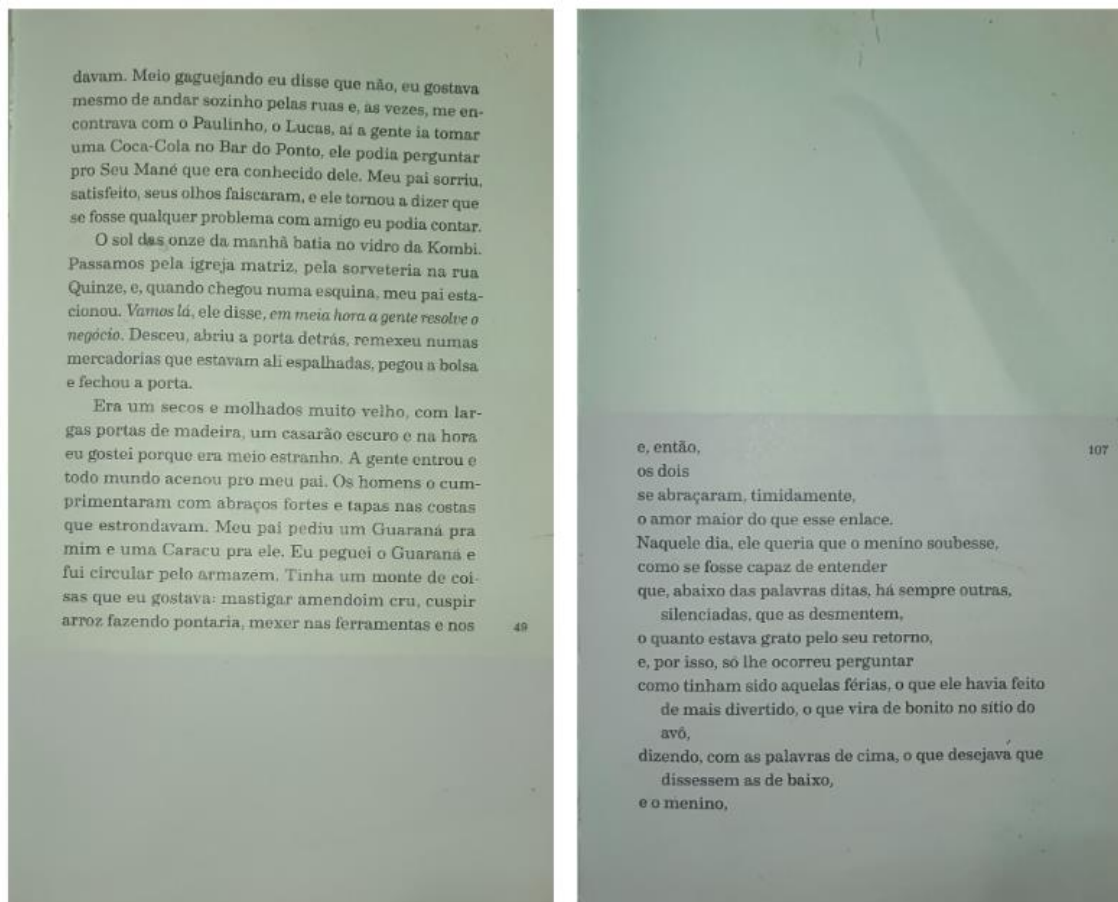 davam. Meio gaguejando eu disse que não, eu gostava
mesmo de andar sozinho pelas ruas e, às vezes, me en-
contrava com o Paulinho, o Lucas, aí a gente ia tomar
uma Coca-Cola no Bar do Ponto, ele podia perguntar
pro Seu Mané que era conhecido dele. Meu pai sorriu,
satisfeito, seus olhos faiscaram, e ele tornou a dizer que
se fosse qualquer problema com amigo eu podia contar.
O sol das onze da manhã batia no vidro da Kombi.
Passamos pela igreja matriz, pela sorveteria na rua
Quinze, e, quando chegou numa esquina, meu pai esta-
cionou. Vamos lá, ele disse, em meia hora a gente resolve o
negócio. Desceu, abriu a porta detrás, remexeu numas
mercadorias que estavam ali espalhadas, pegou a bolsa
e fechou a porta.
Era um secos e molhados muito velho, com lar-
gas portas de madeira, um casarão escuro e na hora
eu gostei porque era meio estranho. A gente entrou e
todo mundo acenou pro meu pai. Os homens o cum-
primentaram com abraços fortes e tapas nas costas
que estrondavam. Meu pai pediu um Guaraná pra
mim e uma Caracu pra ele. Eu peguei o Guaraná e
fui circular pelo armazém. Tinha um monte de coi-
sas que eu gostava: mastigar amendoim cru, cuspir
arroz fazendo pontaria, mexer nas ferramentas e nos
49
e, então,
107
os dois
se abraçaram, timidamente,
o amor maior do que esse enlace.
Naquele dia, ele queria que o menino soubesse,
como se fosse capaz de entender
que, abaixo das palavras ditas, há sempre outras,
silenciadas, que as desmentem,
o quanto estava grato pelo seu retorno,
e, por isso, só lhe ocorreu perguntar
como tinham sido aquelas férias, o que ele havia feito
de mais divertido, o que vira de bonito no sítio do
avô,
dizendo, com as palavras de cima, o que desejava que
dissessem as de baixo,
e o menino,